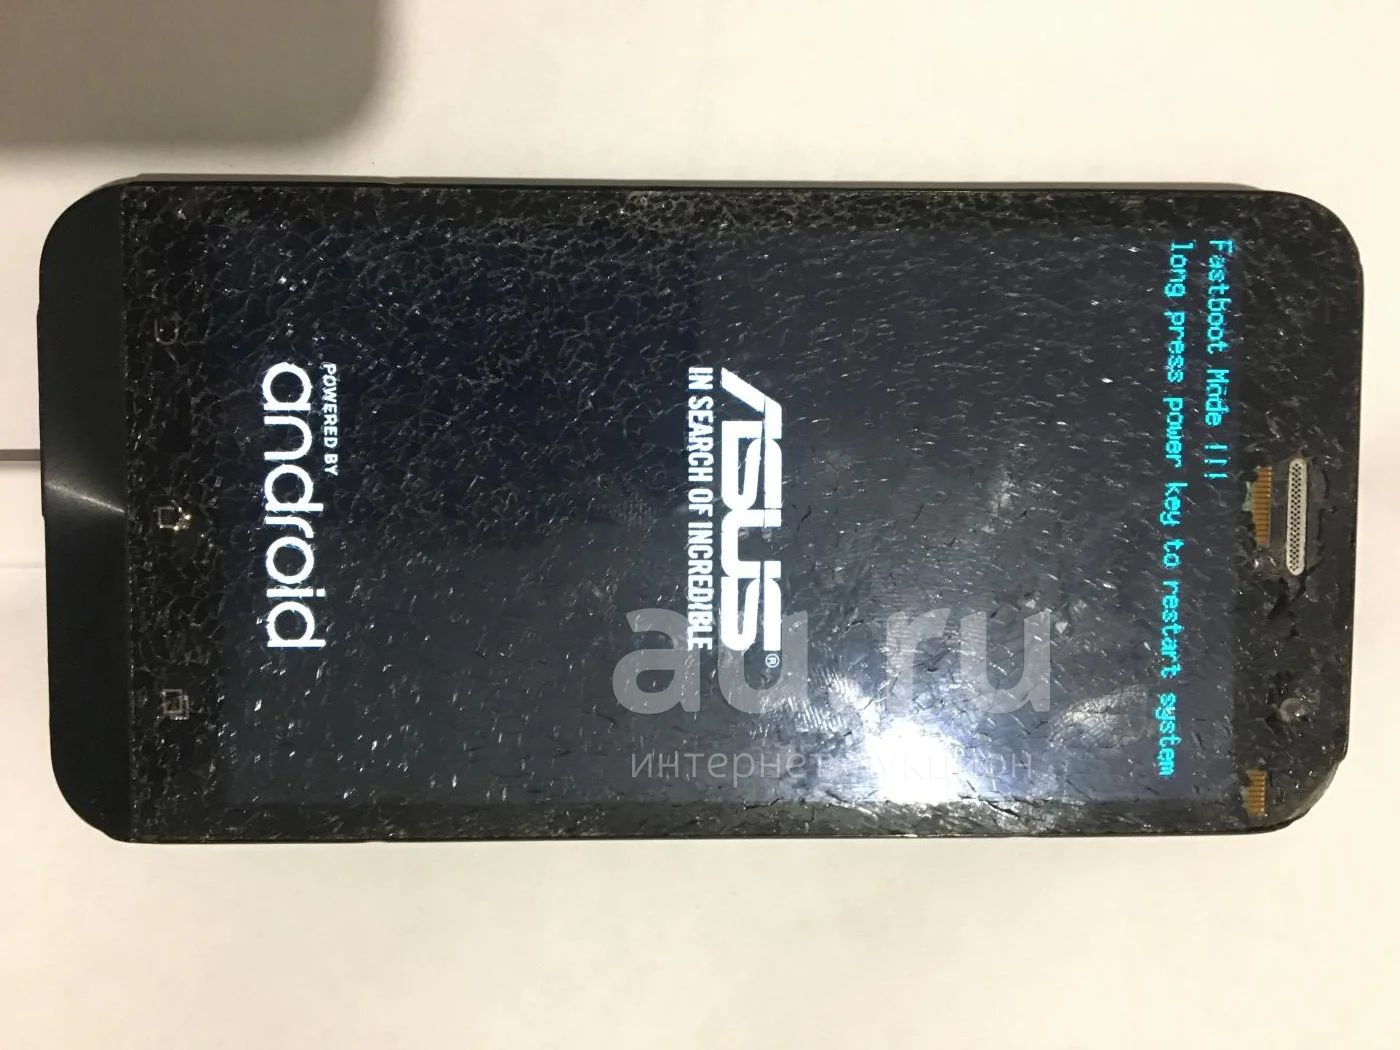 Fastboot Mode !!!
long press power key to restart system
ASUS®
IN SEARCH OF INCREDIBLE
POWERED BY
android
au.ru
интернет аукцион